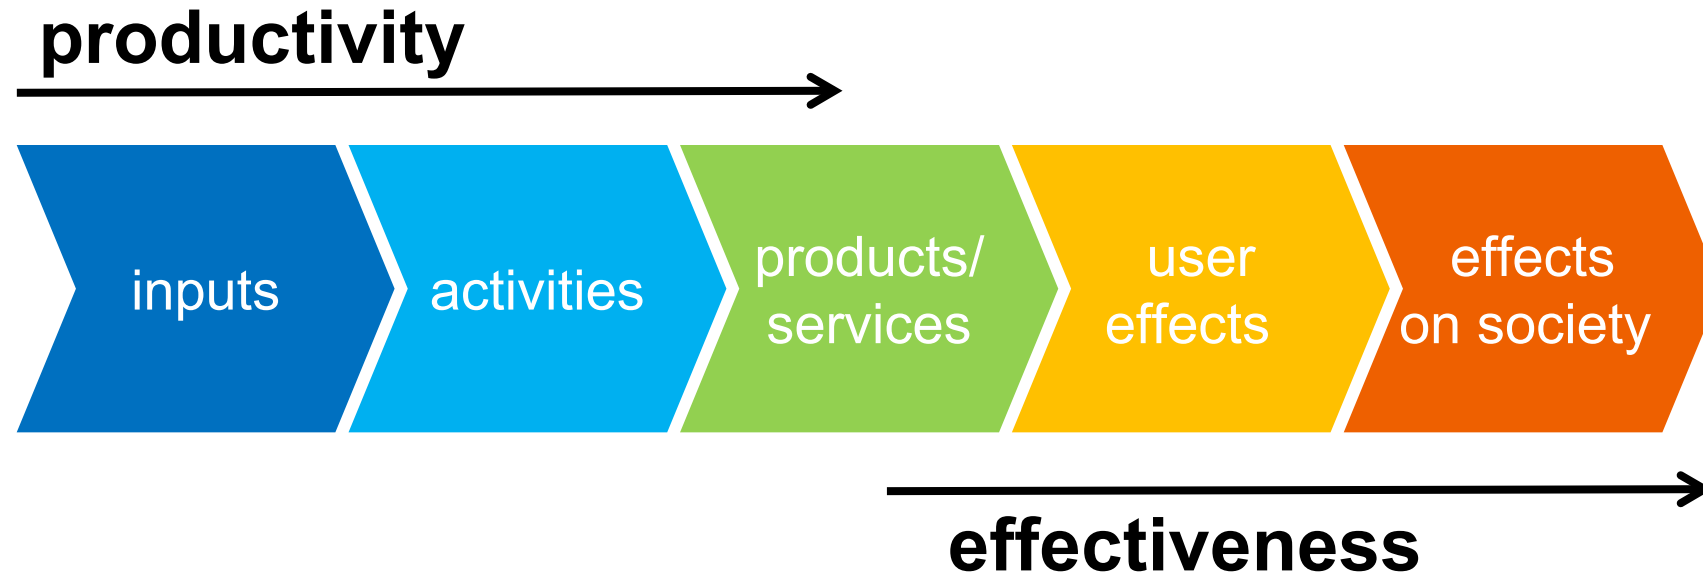 productivity
inputs
activities
products/
services
user
effects
effects
on society
effectiveness